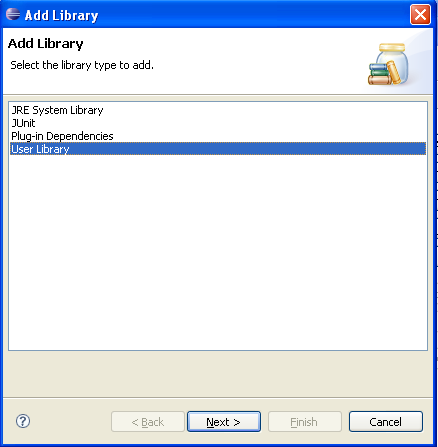 Add Library
Add Library
Select the library type to add.
JRE System Library
JUnit
Plug-in Dependencies
User Library
?
< Back
Next >
Finish
Cancel